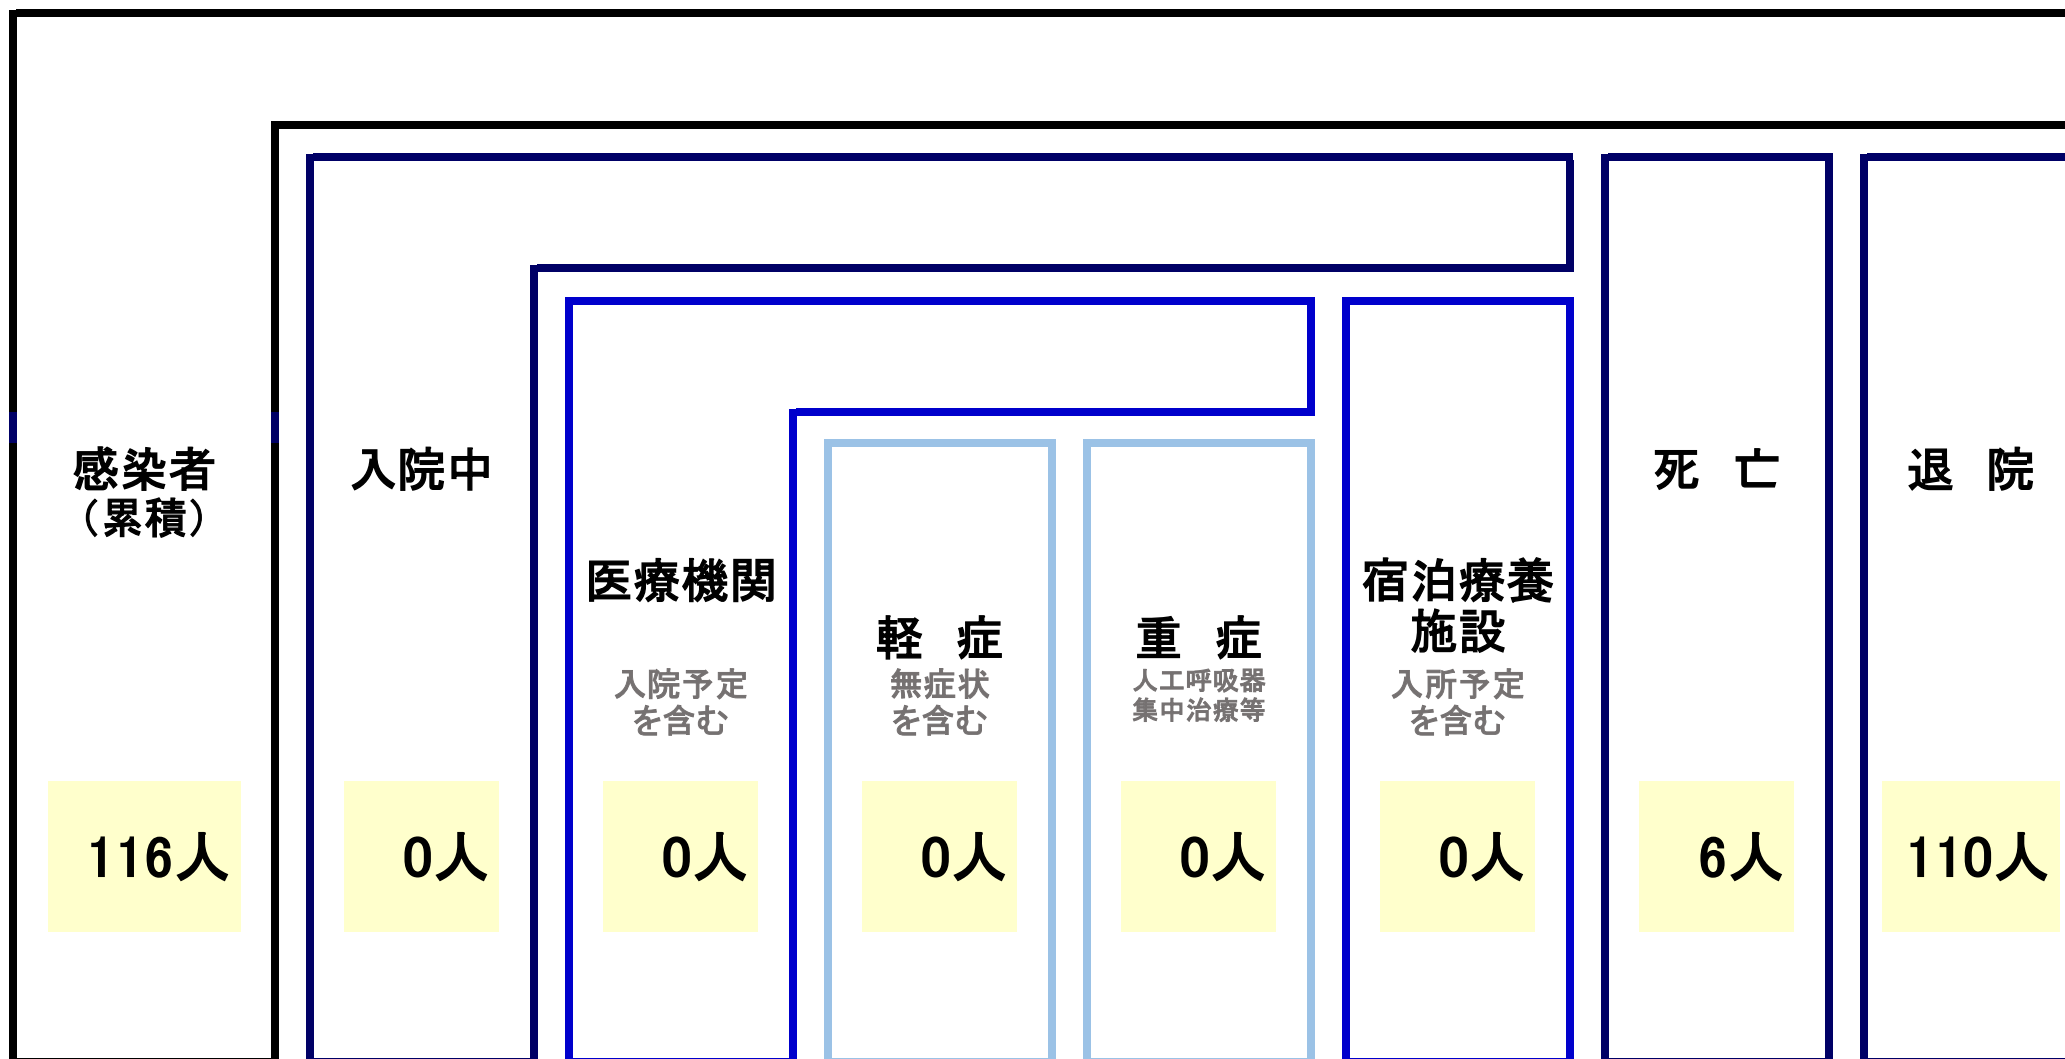 感染者
（累積）
116人
入院中
0人
医療機関
入院予定
を含む
0人
軽 症
無症状
を含む
0人
重 症
人工呼吸器
集中治療等
0人
宿泊療養
施設
入所予定
を含む
0人
死 亡
6人
退 院
110人